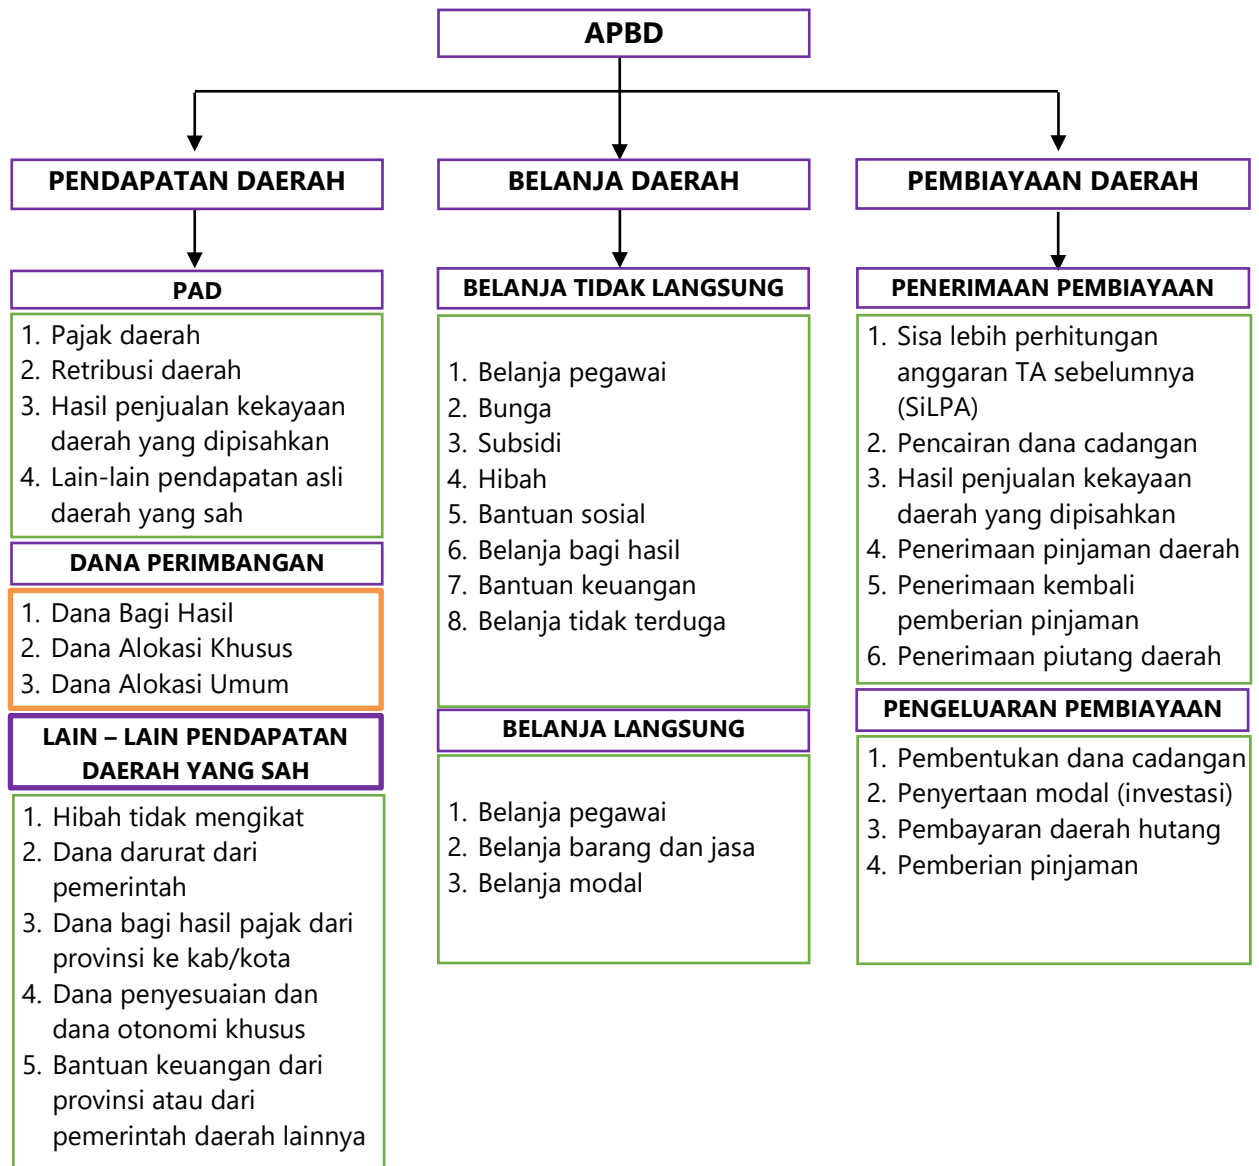 APBD
PENDAPATAN DAERAH
PAD
1. Pajak daerah
2. Retribusi daerah
3. Hasil penjualan kekayaan
daerah yang dipisahkan
4. Lain-lain pendapatan asli
daerah yang sah
DANA PERIMBANGAN
1. Dana Bagi Hasil
2. Dana Alokasi Khusus
3. Dana Alokasi Umum
LAIN – LAIN PENDAPATAN
DAERAH YANG SAH
1. Hibah tidak mengikat
2. Dana darurat dari
pemerintah
3. Dana bagi hasil pajak dari
provinsi ke kab/kota
4. Dana penyesuaian dan
dana otonomi khusus
5. Bantuan keuangan dari
provinsi atau dari
pemerintah daerah lainnya
BELANJA DAERAH
BELANJA TIDAK LANGSUNG
1. Belanja pegawai
2. Bunga
3. Subsidi
4. Hibah
5. Bantuan sosial
6. Belanja bagi hasil
7. Bantuan keuangan
8. Belanja tidak terduga
BELANJA LANGSUNG
1. Belanja pegawai
2. Belanja barang dan jasa
3. Belanja modal
PEMBIAYAAN DAERAH
PENERIMAAN PEMBIAYAAN
1. Sisa lebih perhitungan
anggaran TA sebelumnya
(SiLPA)
2. Pencairan dana cadangan
3. Hasil penjualan kekayaan
daerah yang dipisahkan
4. Penerimaan pinjaman daerah
5. Penerimaan kembali
pemberian pinjaman
6. Penerimaan piutang daerah
PENGELUARAN PEMBIAYAAN
1. Pembentukan dana cadangan
2. Penyertaan modal (investasi)
3. Pembayaran daerah hutang
4. Pemberian pinjaman